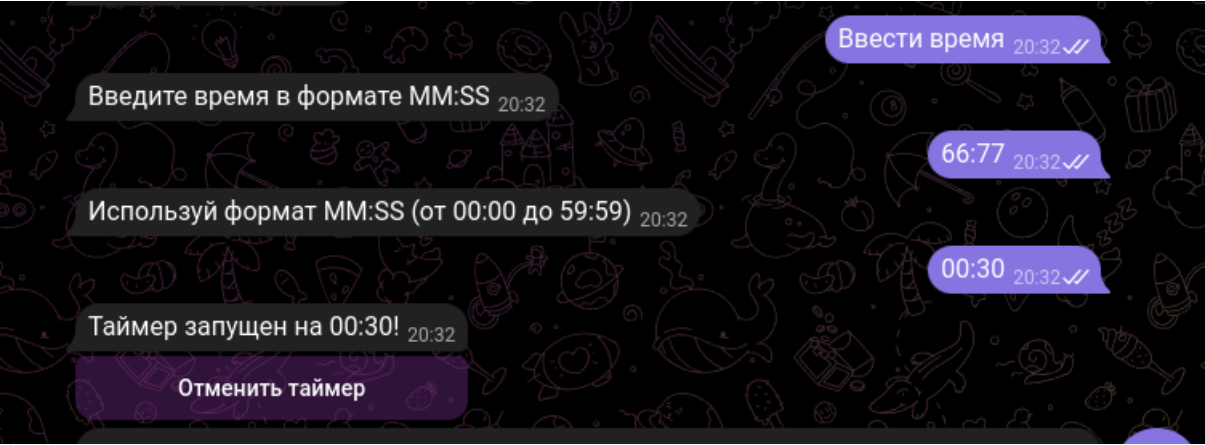 Ввести время 20:32
Введите время в формате MM:SS 20:32
66:77 20:32
Используй формат MM:SS (от 00:00 до 59:59) 20:32
00:30 20:32
Таймер запущен на 00:30! 20:32
Отменить таймер